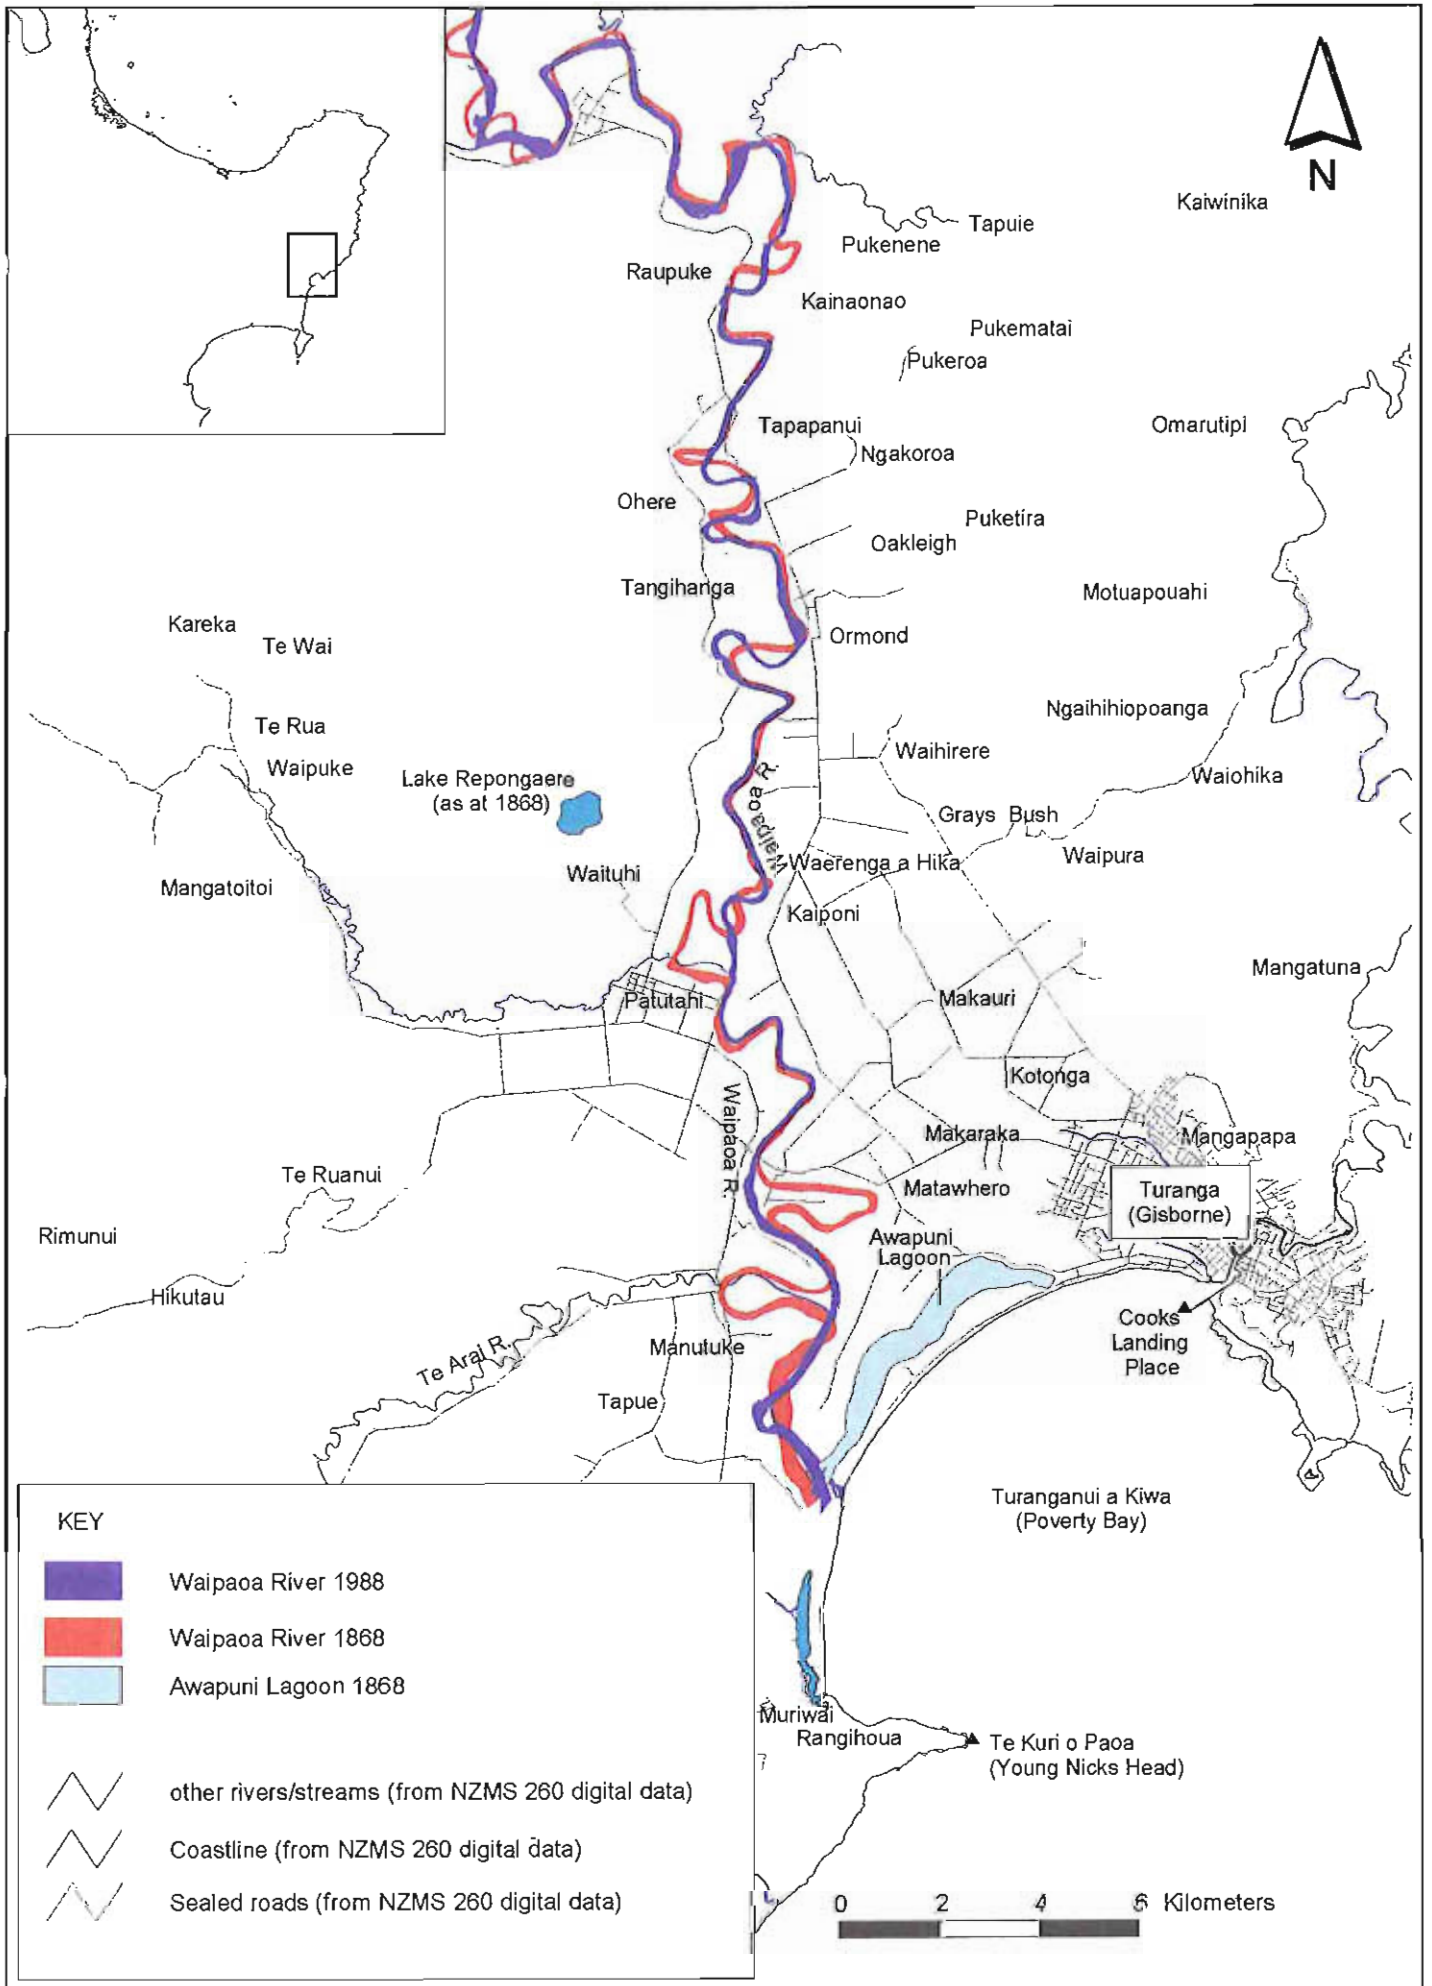 N
Kaiwinika
Tapuie
Pukenene
Raupuke
Kainaonao
Pukematai
Pukeroa
Omarutipi
Tapapanui
Ngakoroa
Ohere
Puketira
Oakleigh
Tangihanga
Motuapouahi
Kareka
Te Wai
Ormond
Ngaihihiopoanga
Te Rua
Waihirere
Waipuke
Lake Repongaere
(as at 1868)
Waiohika
Waipaoa R.
Grays Bush
Waipura
Waerenga a Hika
Waituhi
Mangatoitoi
Kaiponi
Mangatuna
Patutahi
Makauri
Kotonga
Waipaoa R.
Makaraka
Mangapapa
Te Ruanui
Matawhero
Turanga
(Gisborne)
Rimunui
Awapuni
Lagoon
Hikutau
Cooks
Landing
Place
Manutuke
Te Arai R.
Tapue
Turanganui a Kiwa
(Poverty Bay)
KEY
Waipaoa River 1988
Waipaoa River 1868
Awapuni Lagoon 1868
Muriwai
Rangihoua
Te Kuri o Paoa
(Young Nicks Head)
other rivers/streams (from NZMS 260 digital data)
Coastline (from NZMS 260 digital data)
Sealed roads (from NZMS 260 digital data)
0 2 4 6 Kilometers